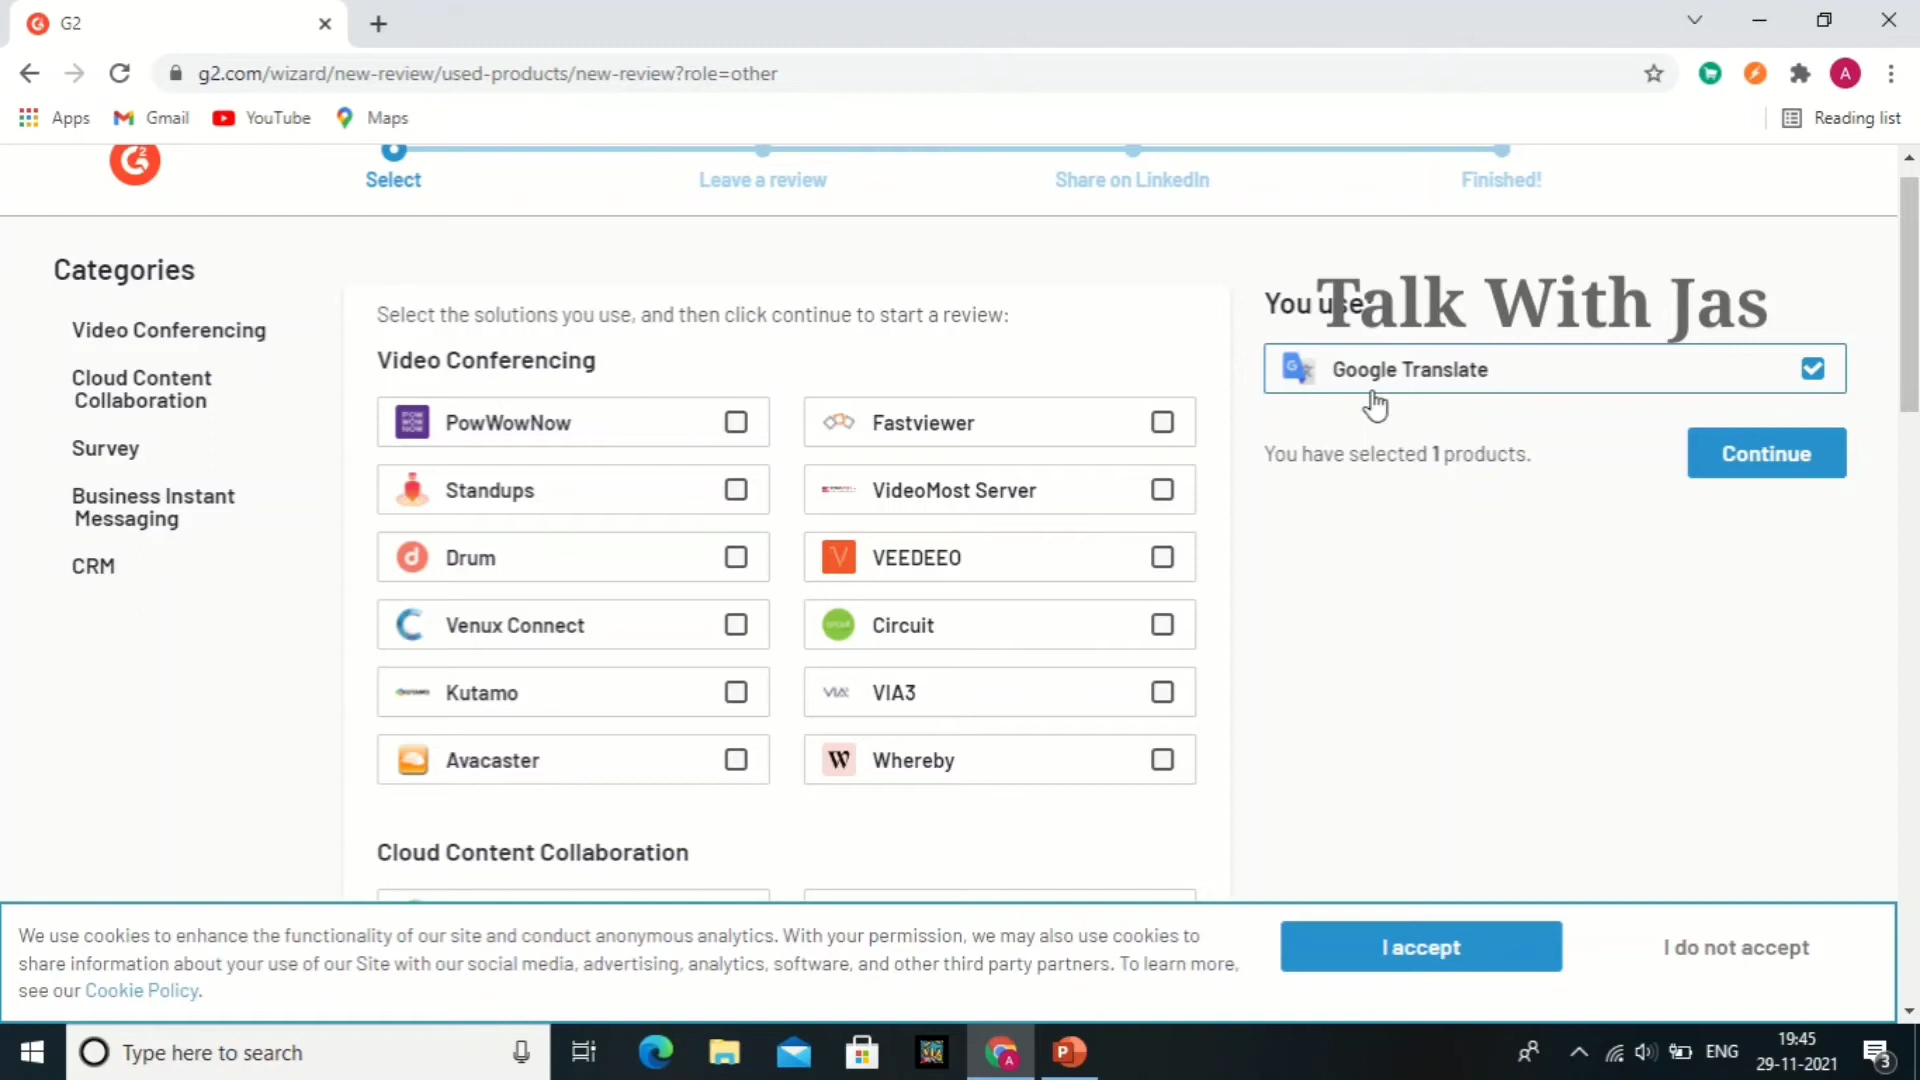 G2
g2.com/wizard/new-review/used-products/new-review?role=other
Apps Gmail YouTube Maps Reading list
Select Leave a review Share on LinkedIn Finished!
Categories
Video Conferencing
Cloud Content
Collaboration
Survey
Business Instant
Messaging
CRM
Select the solutions you use, and then click continue to start a review:
Video Conferencing
PowWowNow Fastviewer
Standups VideoMost Server
Drum VEEDEEO
Venux Connect Circuit
Kutamo VIA3
Avacaster Whereby
Cloud Content Collaboration
You use
Talk With Jas
Google Translate
You have selected 1 products. Continue
We use cookies to enhance the functionality of our site and conduct anonymous analytics. With your permission, we may also use cookies to
share information about your use of our Site with our social media, advertising, analytics, software, and other third party partners. To learn more,
see our Cookie Policy.
I accept I do not accept
Type here to search
ENG
19:45
29-11-2021
3